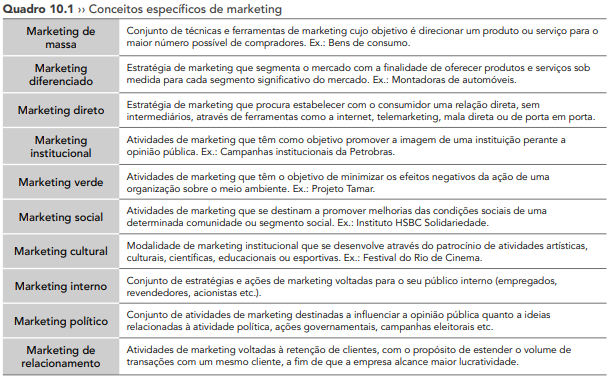 Quadro 10.1 ›› Conceitos específicos de marketing
Marketing de
massa
Conjunto de técnicas e ferramentas de marketing cujo objetivo é direcionar um produto ou serviço para o
maior número possível de compradores. Ex.: Bens de consumo.
Marketing
diferenciado
Estratégia de marketing que segmenta o mercado com a finalidade de oferecer produtos e serviços sob
medida para cada segmento significativo do mercado. Ex.: Montadoras de automóveis.
Marketing direto
Estratégia de marketing que procura estabelecer com o consumidor uma relação direta, sem
intermediários, através de ferramentas como a internet, telemarketing, mala direta ou de porta em porta.
Marketing
institucional
Atividades de marketing que têm como objetivo promover a imagem de uma instituição perante a
opinião pública. Ex.: Campanhas institucionais da Petrobras.
Marketing verde
Atividades de marketing que têm o objetivo de minimizar os efeitos negativos da ação de uma
organização sobre o meio ambiente. Ex.: Projeto Tamar.
Marketing social
Atividades de marketing que se destinam a promover melhorias das condições sociais de uma
determinada comunidade ou segmento social. Ex.: Instituto HSBC Solidariedade.
Marketing cultural
Modalidade de marketing institucional que se desenvolve através do patrocínio de atividades artísticas,
culturais, científicas, educacionais ou esportivas. Ex.: Festival do Rio de Cinema.
Marketing interno
Conjunto de estratégias e ações de marketing voltadas para o seu público interno (empregados,
revendedores, acionistas etc.).
Marketing político
Conjunto de atividades de marketing destinadas a influenciar a opinião pública quanto a ideias
relacionadas à atividade política, ações governamentais, campanhas eleitorais etc.
Marketing de
relacionamento
Atividades de marketing voltadas à retenção de clientes, com o propósito de estender o volume de
transações com um mesmo cliente, a fim de que a empresa alcance maior lucratividade.